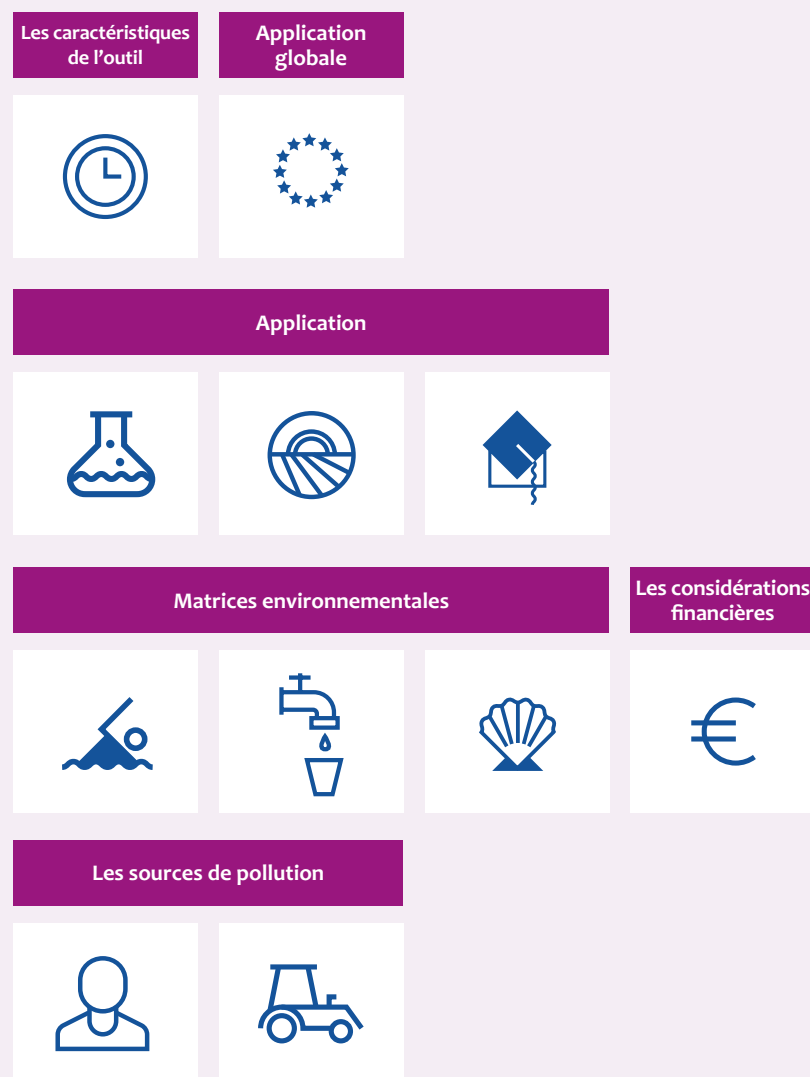 Les caractéristiques
de l’outil
Application
globale
Application
Matrices environnementales
Les considérations
financières
Les sources de pollution